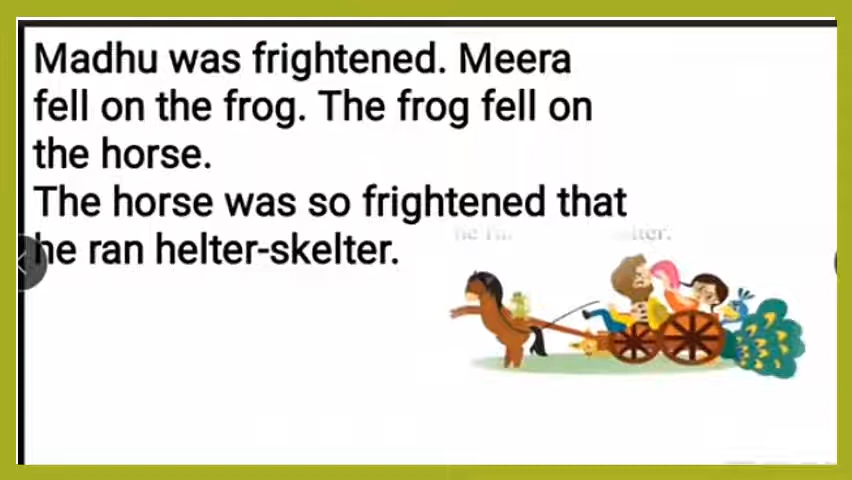 Madhu was frightened. Meera
fell on the frog. The frog fell on
the horse.
The horse was so frightened that
he ran helter-skelter.